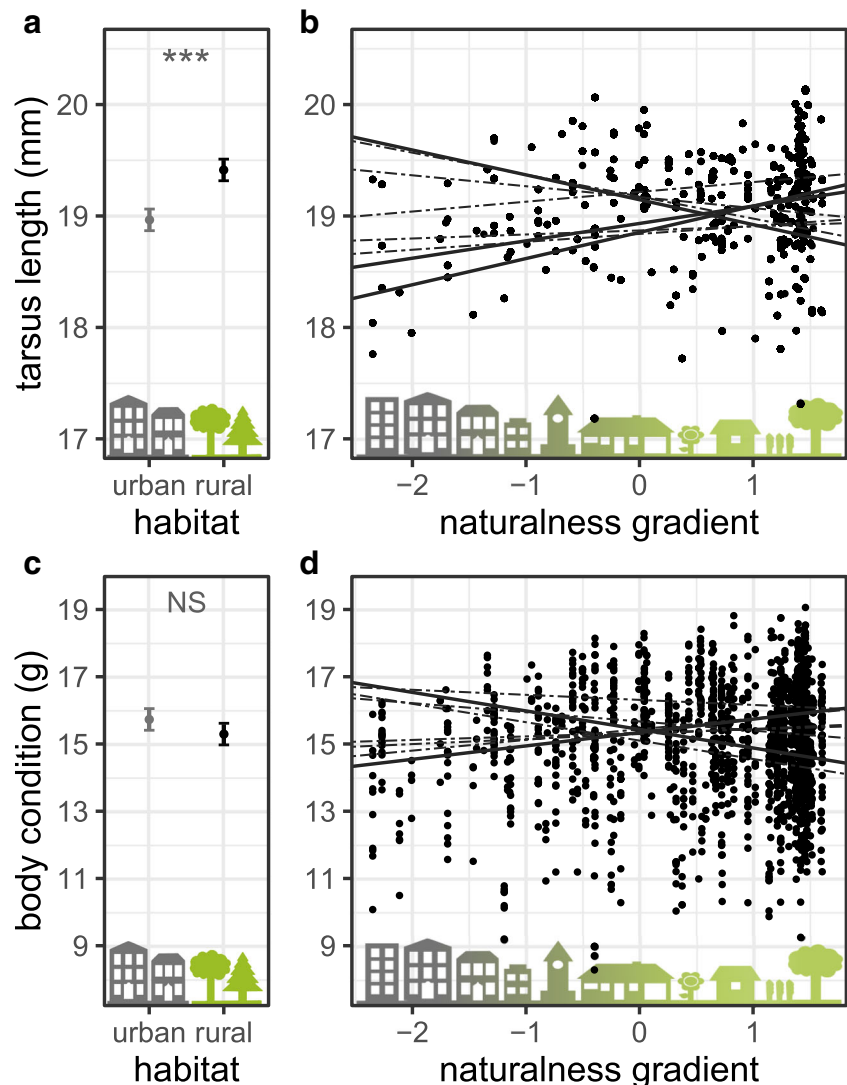 a
***
tarsus length (mm)
20
19
18
17
urban rural
habitat
b
20
19
18
17
−2 −1 0 1
naturalness gradient
c
NS
body condition (g)
19
17
15
13
11
9
urban rural
habitat
d
19
17
15
13
11
9
−2 −1 0 1
naturalness gradient